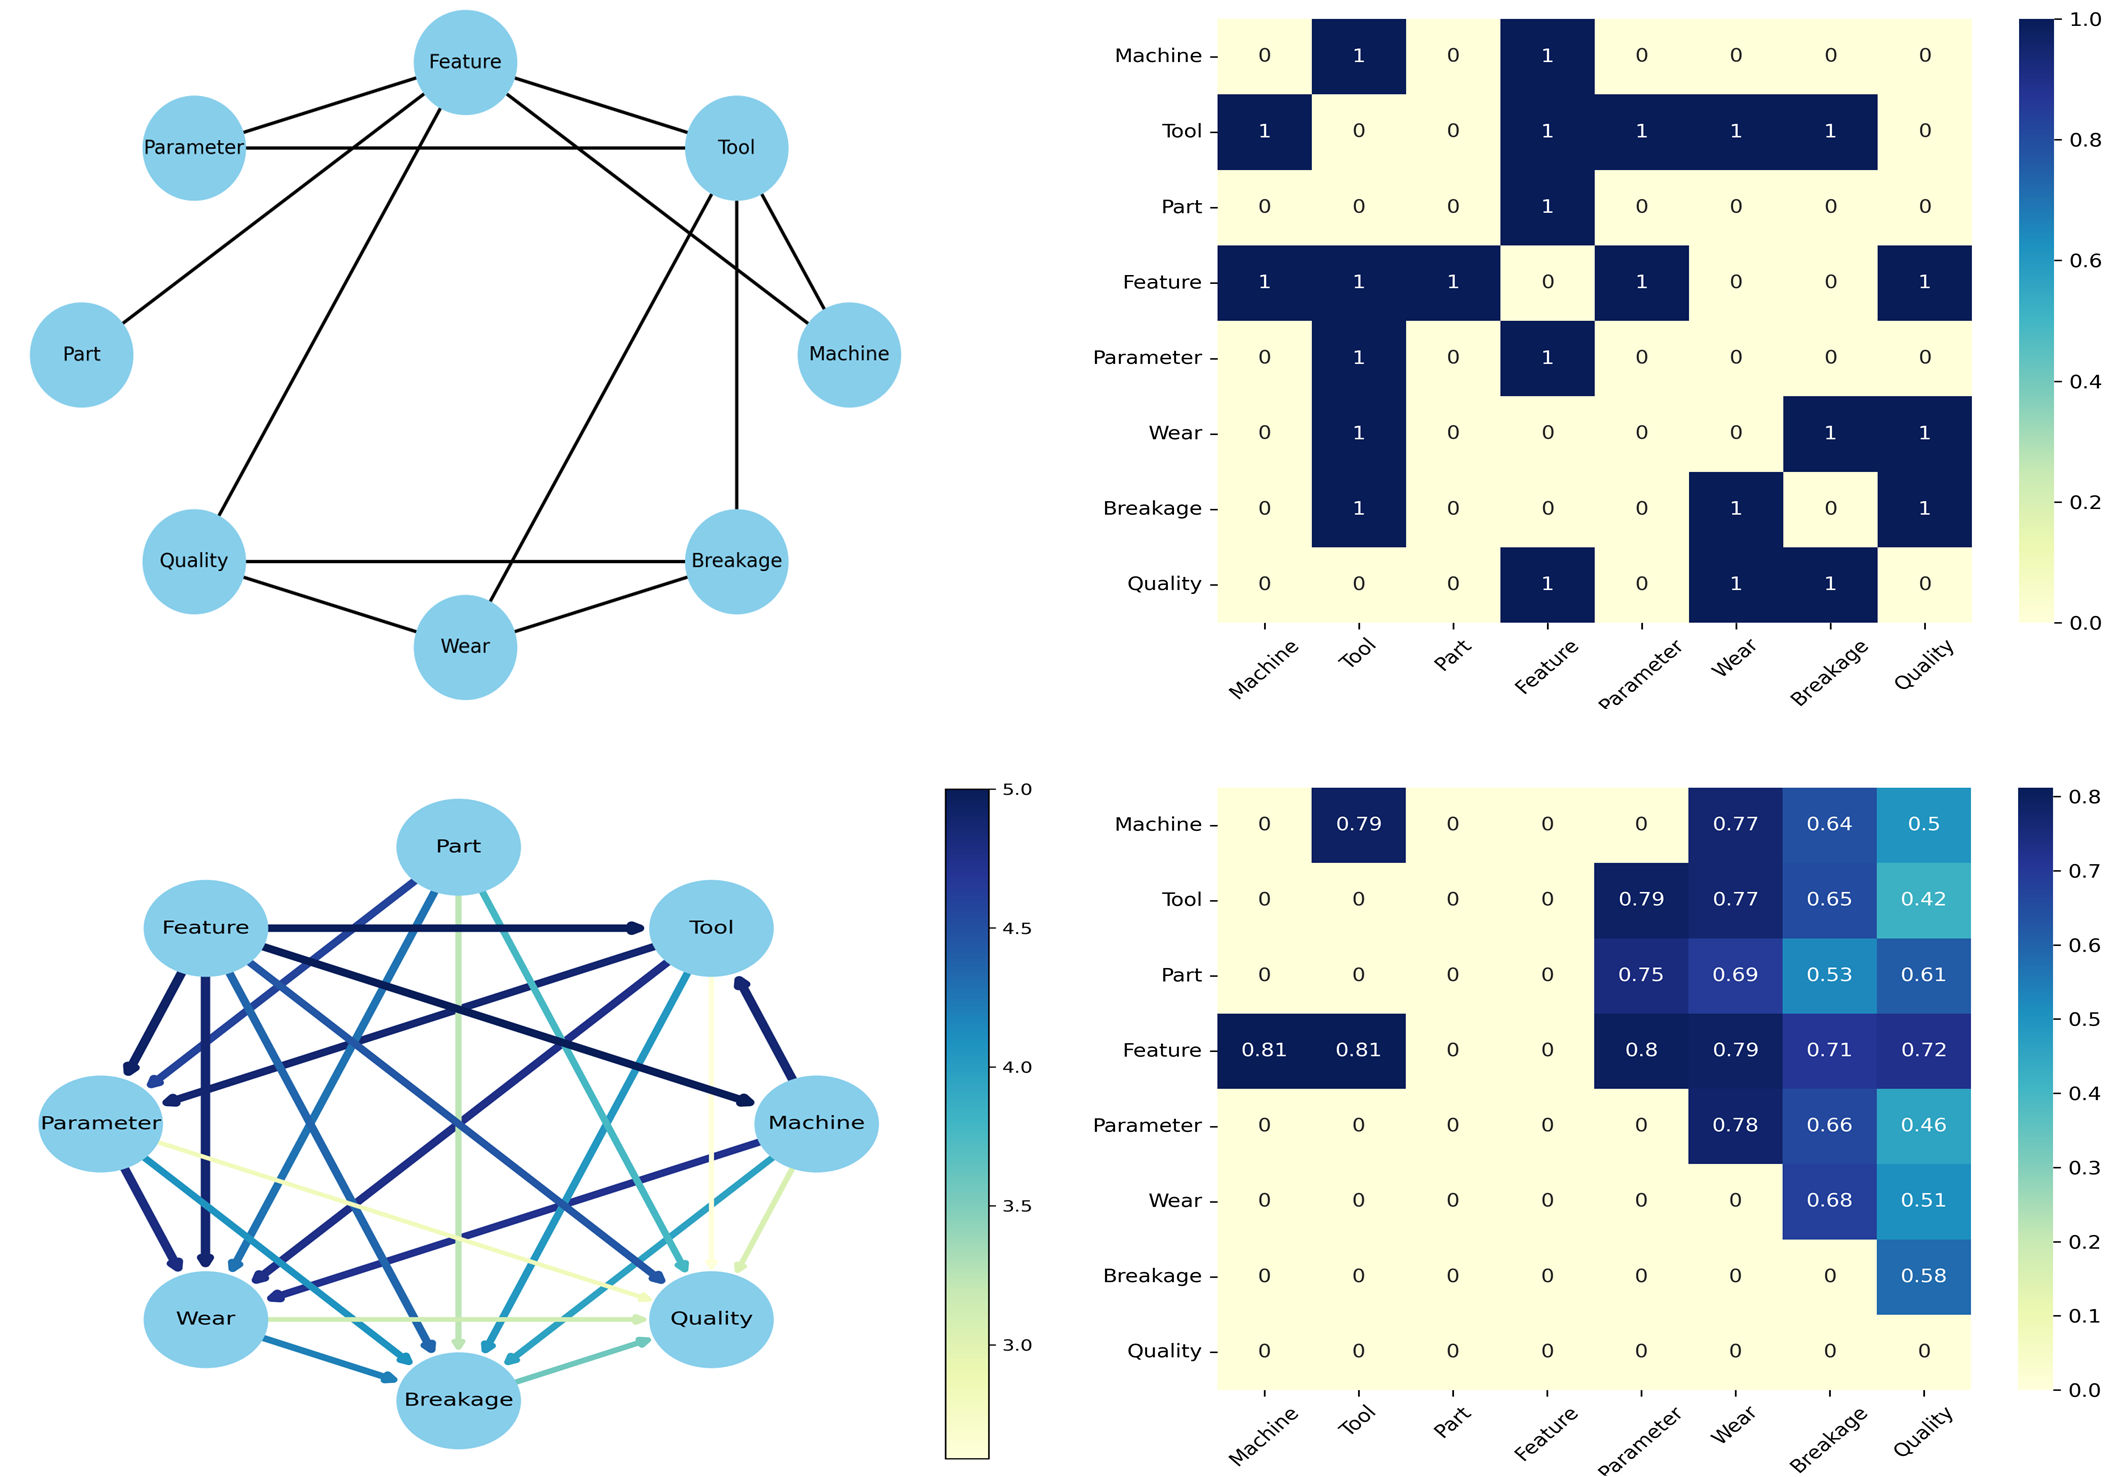 Feature
Parameter
Tool
Part
Machine
Quality
Breakage
Wear
Machine 0 1 0 1 0 0 0 0
Tool 1 0 0 1 1 1 1 0
Part 0 0 0 1 0 0 0 0
Feature 1 1 1 0 1 0 0 1
Parameter 0 1 0 1 0 0 0 0
Wear 0 1 0 0 0 0 1 1
Breakage 0 1 0 0 0 1 0 1
Quality 0 0 0 1 0 1 1 0
Machine Tool Part Feature Parameter Wear Breakage Quality
1.0
0.8
0.6
0.4
0.2
0.0
Part
Feature
Tool
Parameter
Machine
Wear
Quality
Breakage
5.0
4.5
4.0
3.5
3.0
Machine 0 0.79 0 0 0 0.77 0.64 0.5
Tool 0 0 0 0 0.79 0.77 0.65 0.42
Part 0 0 0 0 0.75 0.69 0.53 0.61
Feature 0.81 0.81 0 0 0.8 0.79 0.71 0.72
Parameter 0 0 0 0 0 0.78 0.66 0.46
Wear 0 0 0 0 0 0 0.68 0.51
Breakage 0 0 0 0 0 0 0 0.58
Quality 0 0 0 0 0 0 0 0
Machine Tool Part Feature Parameter Wear Breakage Quality
0.8
0.7
0.6
0.5
0.4
0.3
0.2
0.1
0.0